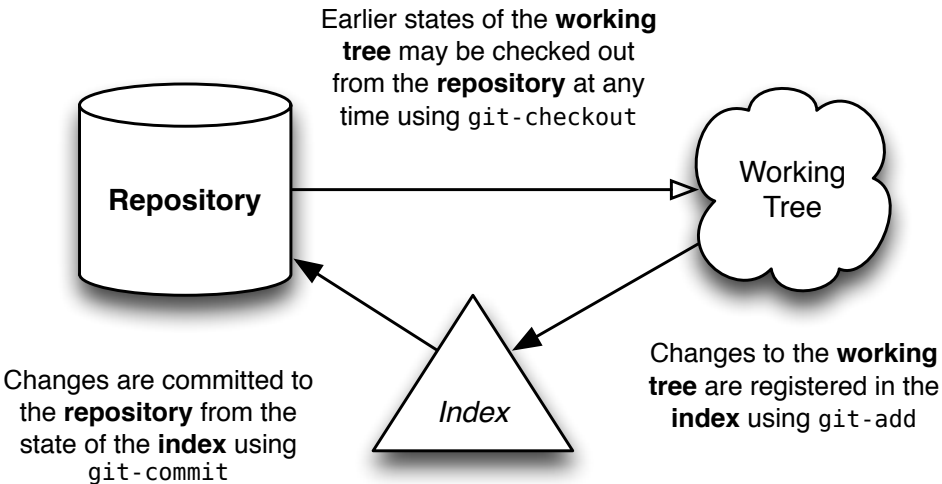 Earlier states of the working
tree may be checked out
from the repository at any
time using git-checkout
Repository
Working
Tree
Changes to the working
tree are registered in the
index using git-add
Index
Changes are committed to
the repository from the
state of the index using
git-commit